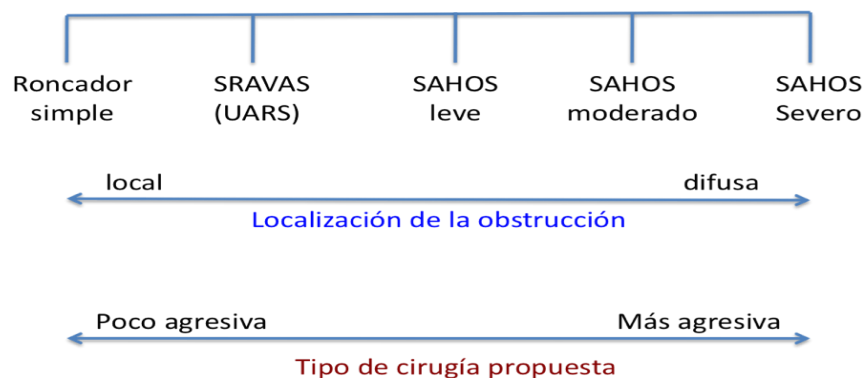 Roncador simple
SRAVAS (UARS)
SAHOS leve
SAHOS moderado
SAHOS Severo
local
difusa
Localización de la obstrucción
Poco agresiva
Más agresiva
Tipo de cirugía propuesta